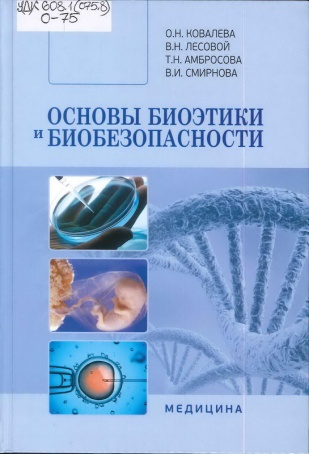 УДК 608.1(075.8)
О-75
О.Н. КОВАЛЕВА
В.Н. ЛЕСОВОЙ
Т.Н. АМБРОСОВА
В.И. СМИРНОВА
ОСНОВЫ БИОЭТИКИ
и БИОБЕЗОПАСНОСТИ
МЕДИЦИНА